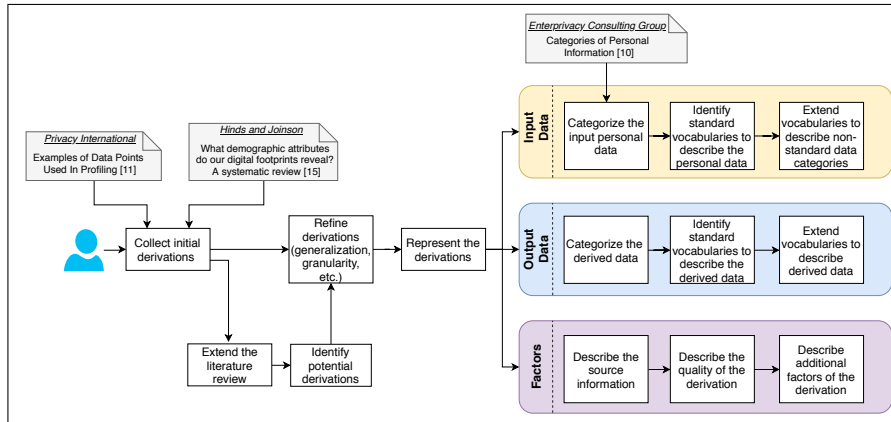 Enterprivacy Consulting Group
Categories of Personal
Information [10]
Privacy International
Examples of Data Points
Used In Profiling [11]
Hinds and Joinson
What demographic attributes
do our digital footprints reveal?
A systematic review [15]
Collect initial
derivations
Extend the
literature
review
Identify
potential
derivations
Refine
derivations
(generalization,
granularity,
etc.)
Represent the
derivations
Input
Data
Categorize the
input personal
data
Identify
standard
vocabularies to
describe the
personal data
Extend
vocabularies to
describe non-
standard data
categories
Output
Data
Categorize the
derived data
Identify
standard
vocabularies to
describe the
derived data
Extend
vocabularies to
describe derived
data
Factors
Describe the
source
information
Describe the
quality of the
derivation
Describe
additional
factors of the
derivation